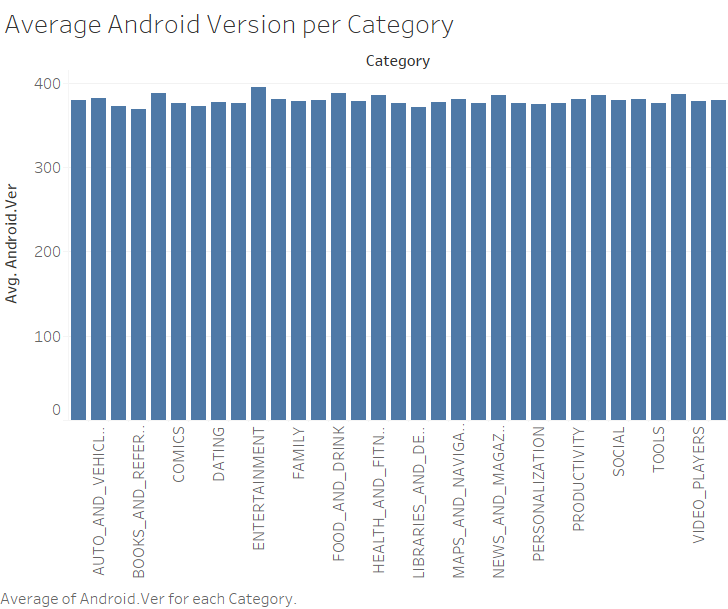 Average Android Version per Category
Category
Avg. Android.Ver
400
300
200
100
0
AUTO_AND_VEHICL..
BOOKS_AND_REFER..
COMICS
DATING
ENTERTAINMENT
FAMILY
FOOD_AND_DRINK
HEALTH_AND_FITN..
LIBRARIES_AND_DE..
MAPS_AND_NAVIGA..
NEWS_AND_MAGAZ..
PERSONALIZATION
PRODUCTIVITY
SOCIAL
TOOLS
VIDEO_PLAYERS
Average of Android.Ver for each Category.